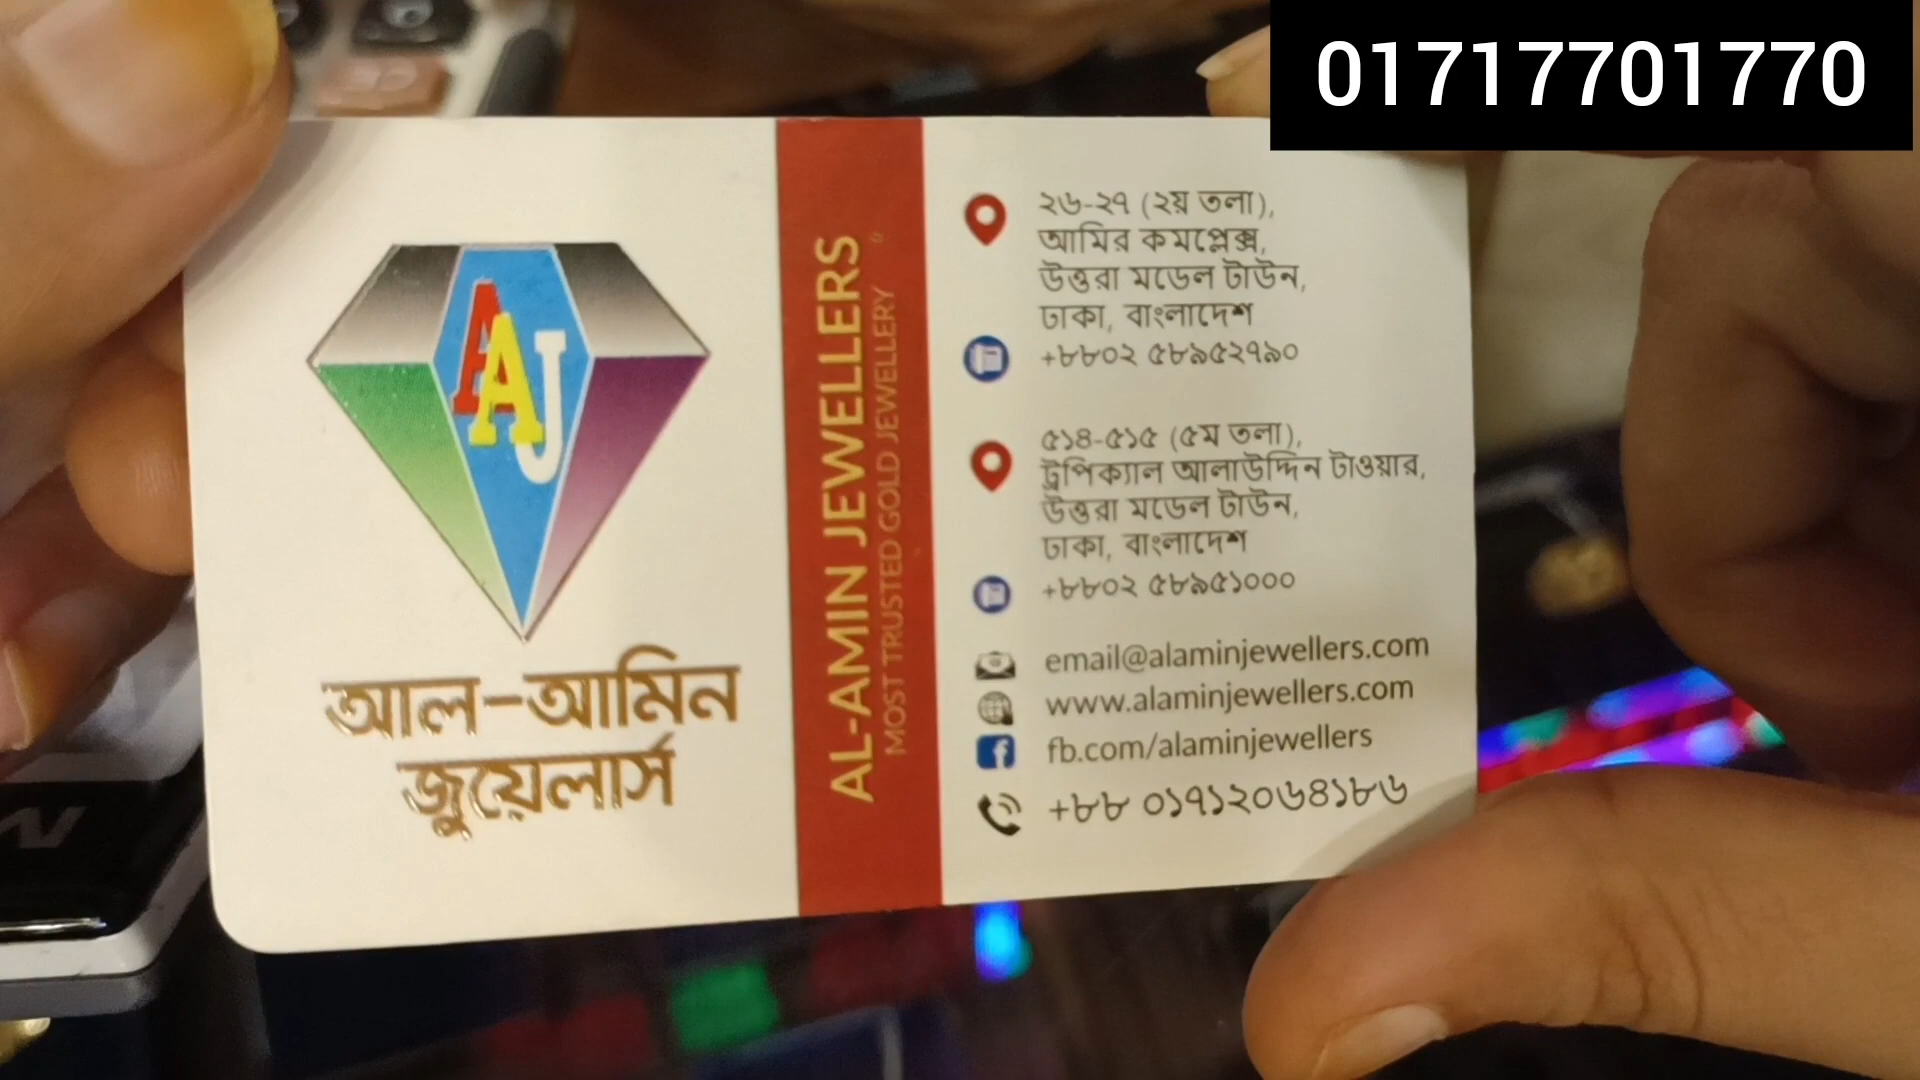 01717701770
AAJ
আল-আমিন
জুয়েলার্স
AL-AMIN JEWELLERS
MOST TRUSTED GOLD JEWELLERY
২৬-২৭ (২য় তলা),
আমির কমপ্লেক্স,
উত্তরা মডেল টাউন,
ঢাকা, বাংলাদেশ
+৮৮০২ ৫৮৯৫২৭৯০
৫১৪-৫১৫ (৫ম তলা),
ট্রপিক্যাল আলাউদ্দিন টাওয়ার,
উত্তরা মডেল টাউন,
ঢাকা, বাংলাদেশ
+৮৮০২ ৫৮৯৫১০০০
email@alaminjewellers.com
www.alaminjewellers.com
fb.com/alaminjewellers
+৮৮ ০১৭১২০৬৪১৮৬